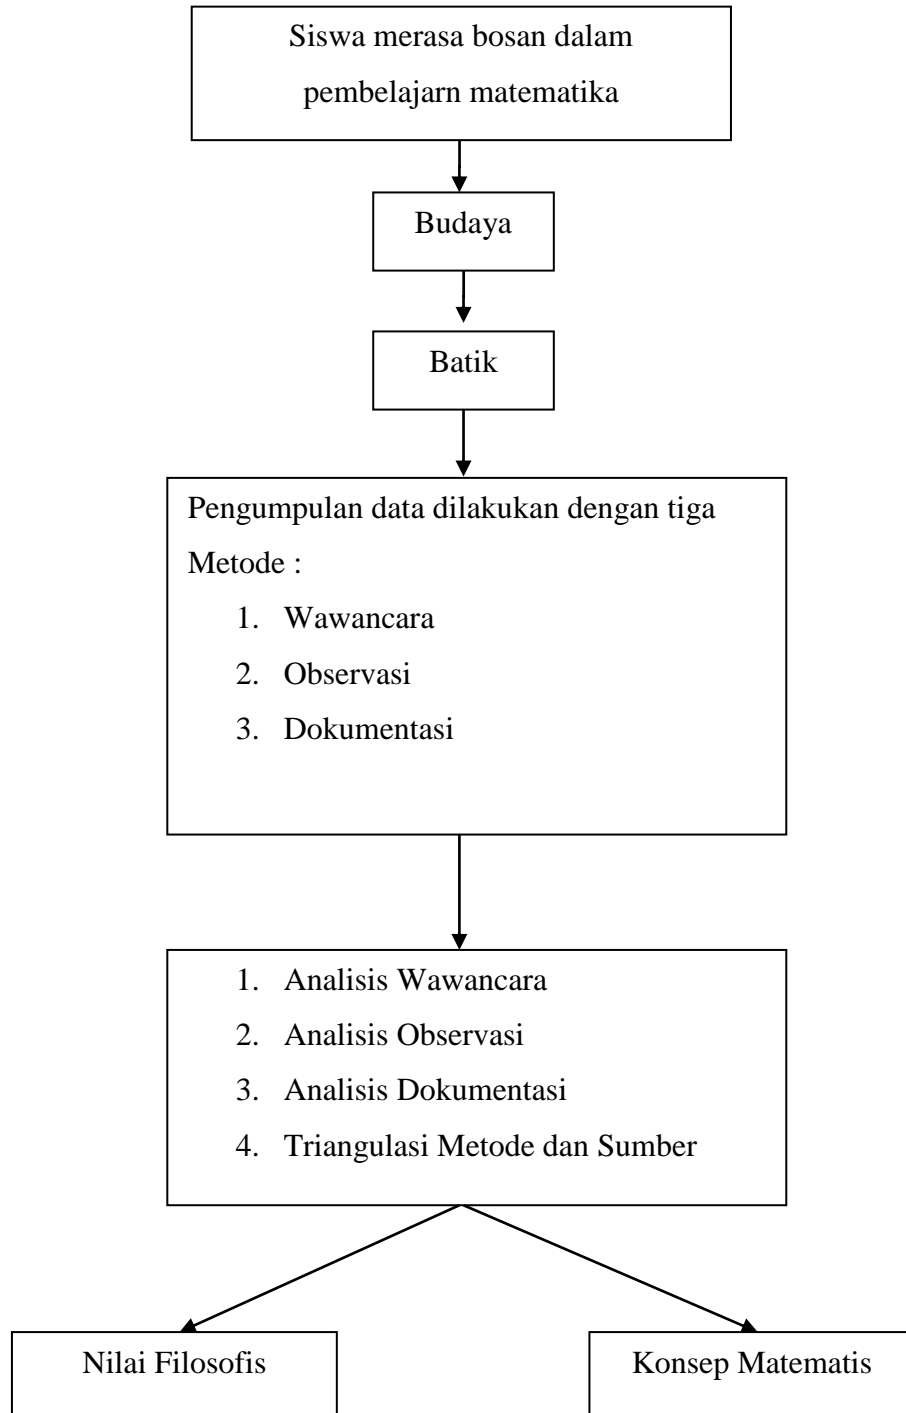 Siswa merasa bosan dalam
pembelajarn matematika
Budaya
Batik
Pengumpulan data dilakukan dengan tiga
Metode :
1. Wawancara
2. Observasi
3. Dokumentasi
1. Analisis Wawancara
2. Analisis Observasi
3. Analisis Dokumentasi
4. Triangulasi Metode dan Sumber
Nilai Filosofis
Konsep Matematis